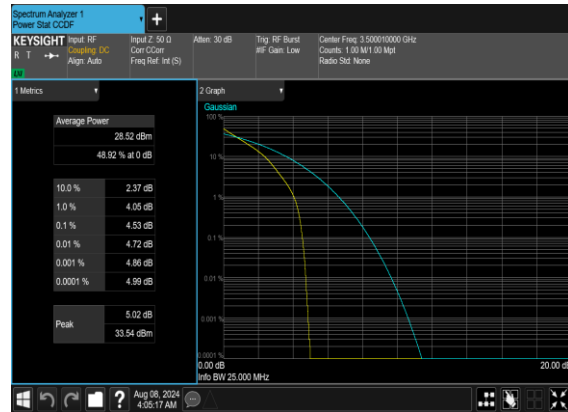 Spectrum Analyzer 1
Power Stat CCDF
+
KEYSIGHT
R T
LXI
Input: RF
Coupling: DC
Align: Auto
Input Z: 50 Ω
Corr CCorr
Freq Ref: Int (S)
Atten: 30 dB
Trig: RF Burst
#IF Gain: Low
Center Freq: 3.500010000 GHz
Counts: 1.00 M/1.00 Mpt
Radio Std: None
1 Metrics
Average Power
28.52 dBm
48.92 % at 0 dB
10.0 % 2.37 dB
1.0 % 4.05 dB
0.1 % 4.53 dB
0.01 % 4.72 dB
0.001 % 4.86 dB
0.0001 % 4.99 dB
Peak
5.02 dB
33.54 dBm
2 Graph
Gaussian
100 %
10 %
1 %
0.1 %
0.01 %
0.001 %
0.0001 %
0.00 dB
20.00 dB
Info BW 25.000 MHz
?
Aug 08, 2024
4:05:17 AM